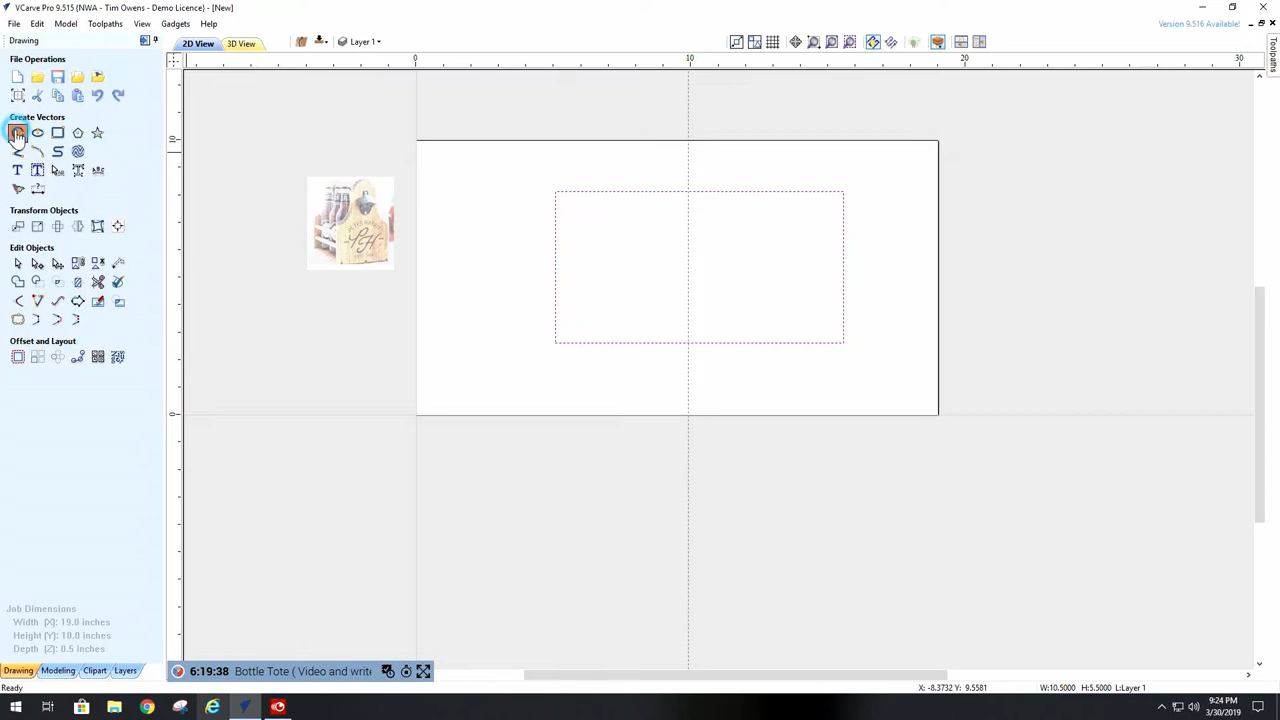 VCarve Pro 9.515 {NWA - Tim Owens - Demo Licence} - [New]
File Edit Model Toolpaths View Gadgets Help
Version 9.516 Available!
Drawing
2D View 3D View
Layer 1
Toolpaths
File Operations
0 10 20 30
Create Vectors
10
Transform Objects
Edit Objects
Offset and Layout
0
Job Dimensions
Width (X): 19.0 inches
Height (Y): 10.0 inches
Depth (Z): 0.5 inches
Drawing Modeling Clipart Layers
6:19:38 Bottle Tote ( Video and write
Ready
X: -8.3732 Y: 9.5581
W:10.5000 H:5.5000 L:Layer 1
9:24 PM
3/30/2019